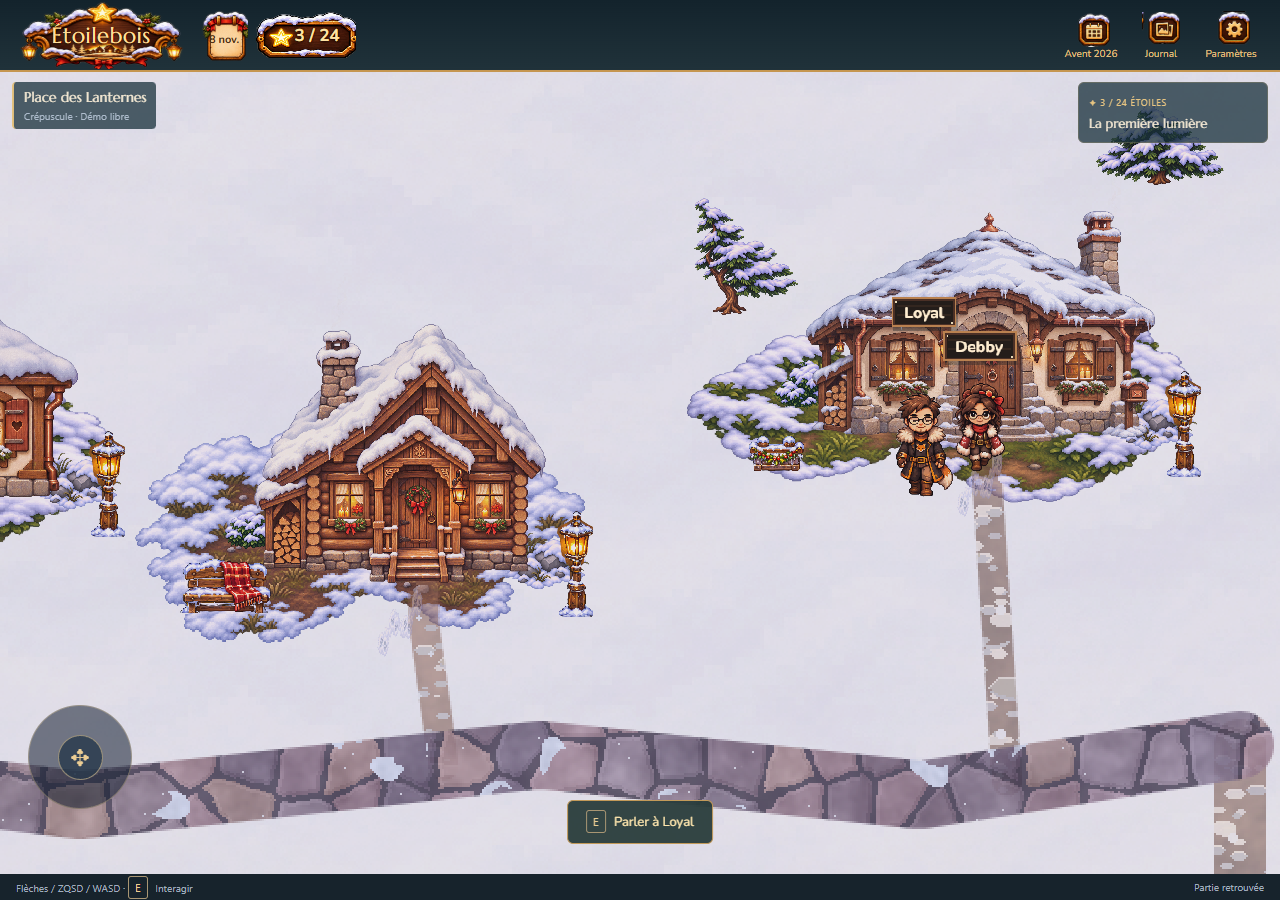 Etoilebois
8 nov.
3 / 24
Avent 2026
Journal
Paramètres
Place des Lanternes
Crépuscule · Démo libre
✦ 3 / 24 ÉTOILES
La première lumière
Loyal
Debby
E Parler à Loyal
Flèches / ZQSD / WASD · E Interagir
Partie retrouvée